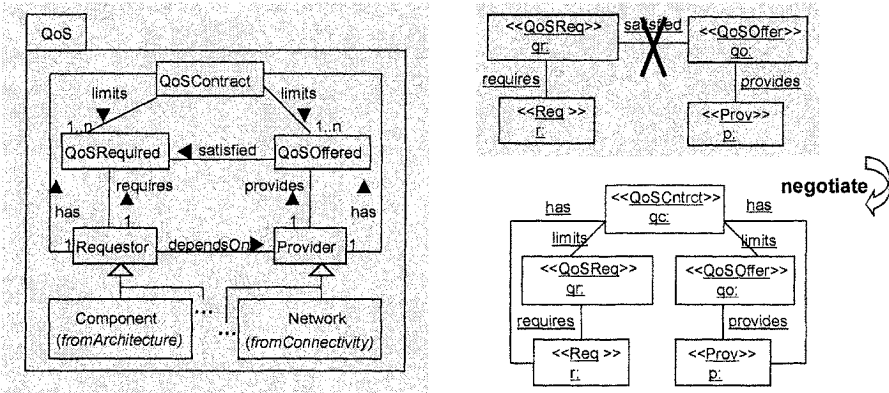 QoS
QoSContract
limits
limits
1..n
1..n
QoSRequired
satisfied
QoSOffered
requires
provides
has
has
1
1
1
Requestor
dependsOn
Provider
1
Component
(fromArchitecture)
...
...
Network
(fromConnectivity)
<<QoSReq>>
qr:
satisfied
<<QoSOffer>>
qo:
requires
provides
<<Req >>
r:
<<Prov>>
p:
negotiate
<<QoSCntrct>>
qc:
has
has
limits
limits
<<QoSReq>>
qr:
<<QoSOffer>>
qo:
requires
provides
<<Req >>
r:
<<Prov>>
p: